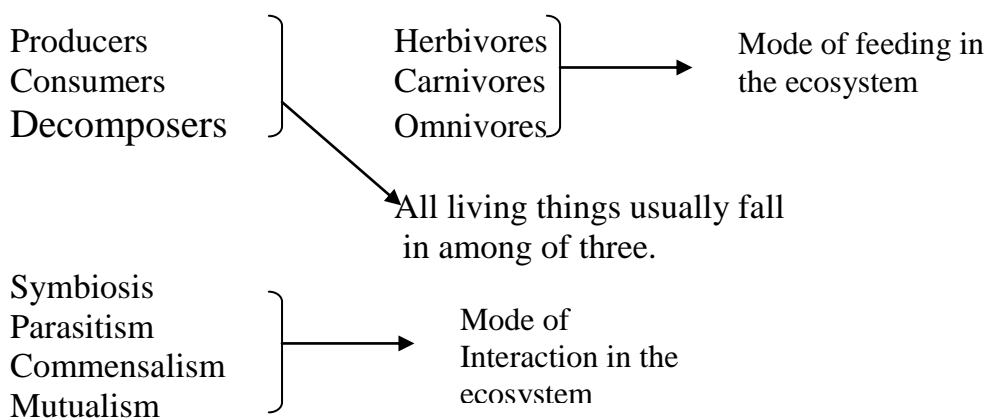 Producers
Consumers
Decomposers
Herbivores
Carnivores
Omnivores
Mode of feeding in
the ecosystem
All living things usually fall
in among of three.
Symbiosis
Parasitism
Commensalism
Mutualism
Mode of
Interaction in the
ecosystem